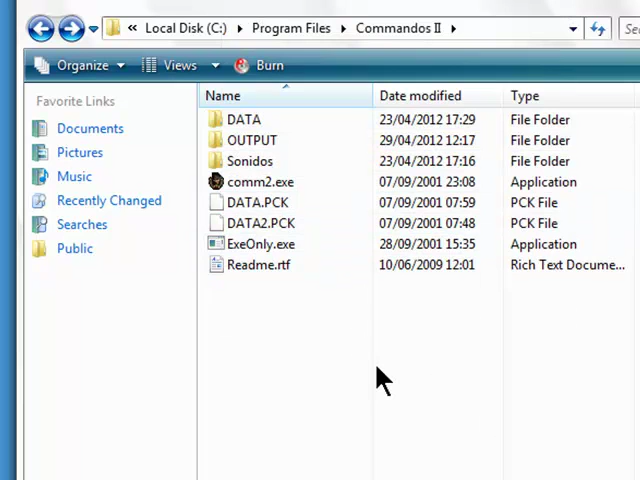 « Local Disk (C:) Program Files Commandos II
Organize Views Burn
Favorite Links
Documents
Pictures
Music
Recently Changed
Searches
Public
Name Date modified Type
DATA 23/04/2012 17:29 File Folder
OUTPUT 29/04/2012 12:17 File Folder
Sonidos 23/04/2012 17:16 File Folder
comm2.exe 07/09/2001 23:08 Application
DATA.PCK 07/09/2001 07:59 PCK File
DATA2.PCK 07/09/2001 07:48 PCK File
ExeOnly.exe 28/09/2001 15:35 Application
Readme.rtf 10/06/2009 12:01 Rich Text Docume...